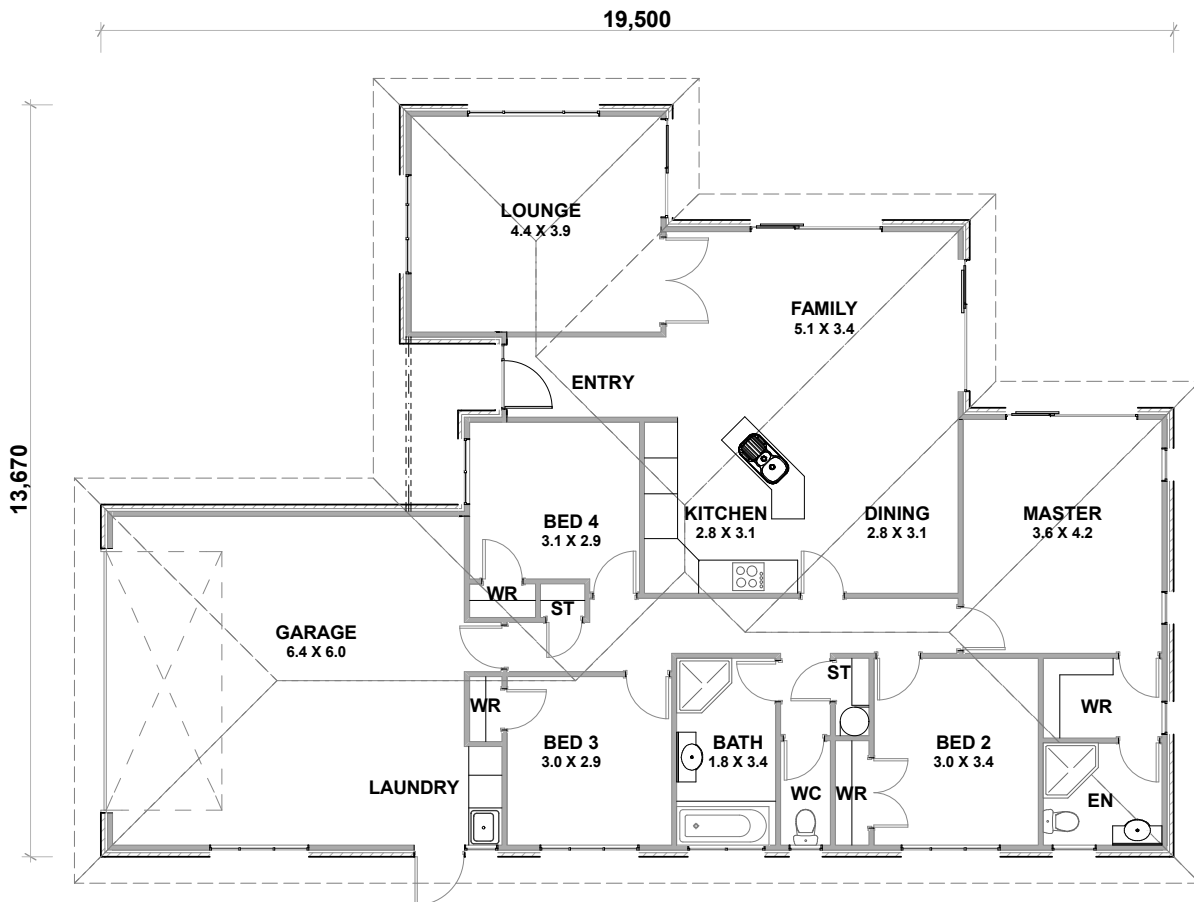 19,500
13,670
LOUNGE
4.4 X 3.9
FAMILY
5.1 X 3.4
ENTRY
KITCHEN
2.8 X 3.1
DINING
2.8 X 3.1
MASTER
3.6 X 4.2
BED 4
3.1 X 2.9
WR
ST
GARAGE
6.4 X 6.0
ST
WR
WR
BED 3
3.0 X 2.9
BATH
1.8 X 3.4
BED 2
3.0 X 3.4
LAUNDRY
WC
WR
EN